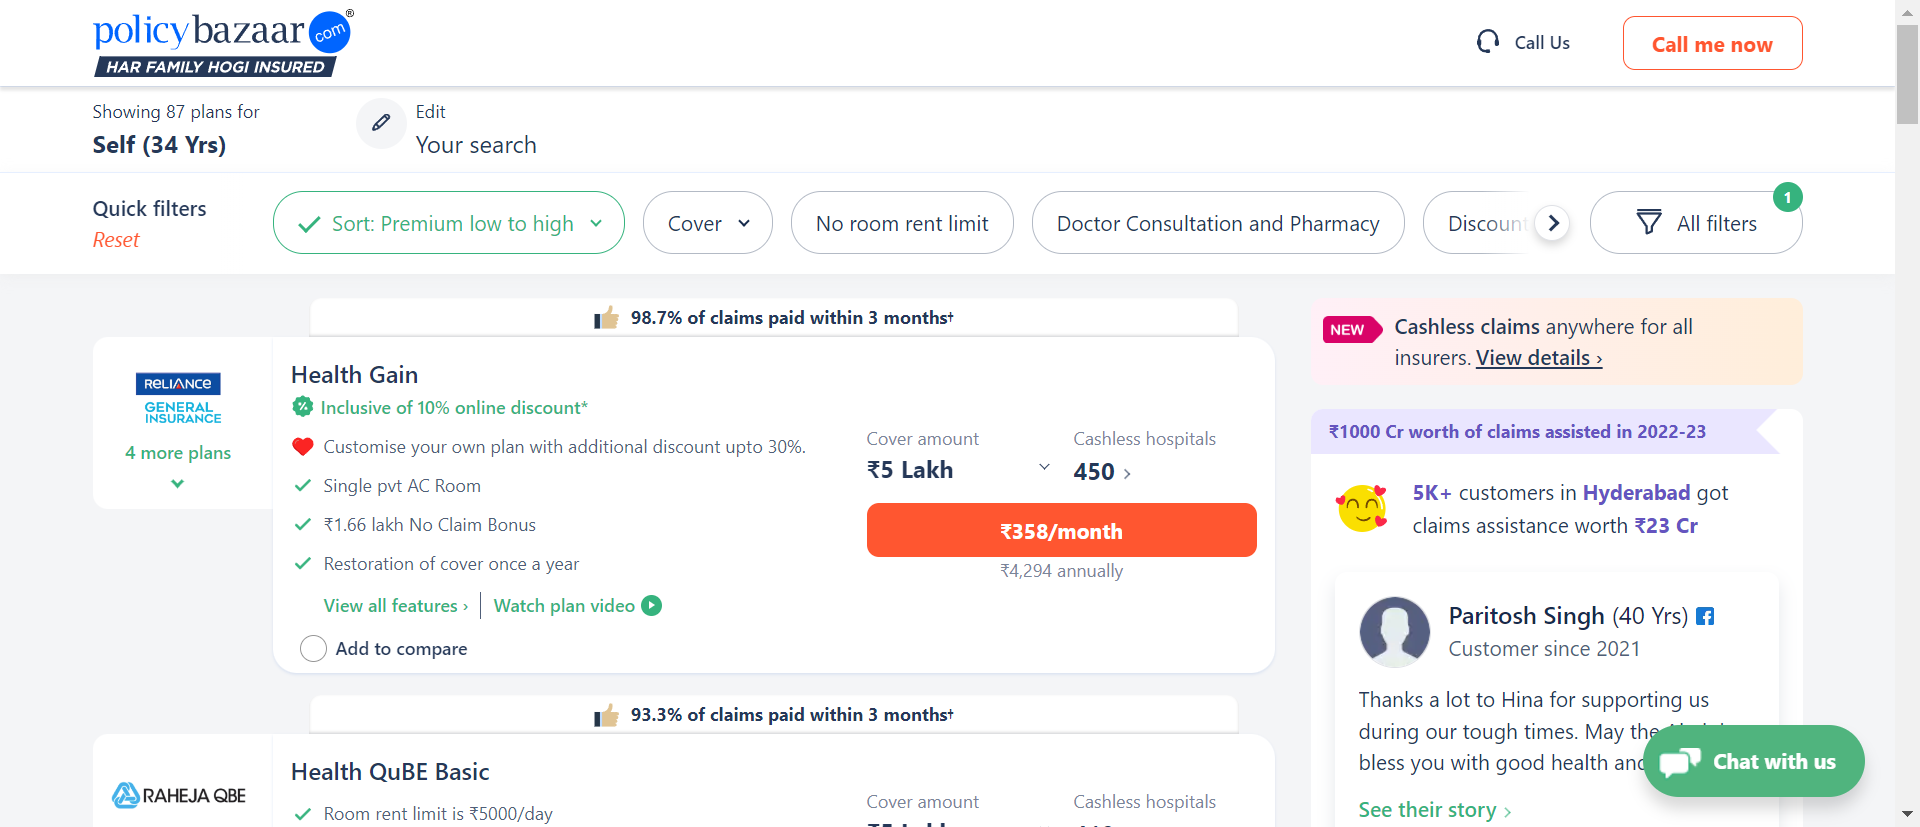 policybazaar.com®
HAR FAMILY HOGI INSURED
Call Us
Call me now
Showing 87 plans for
Self (34 Yrs)
Edit
Your search
Quick filters
Reset
Sort: Premium low to high
Cover
No room rent limit
Doctor Consultation and Pharmacy
Discount
All filters
1
98.7% of claims paid within 3 months†
RELIANCE
GENERAL
INSURANCE
4 more plans
Health Gain
Inclusive of 10% online discount*
Customise your own plan with additional discount upto 30%.
Single pvt AC Room
₹1.66 lakh No Claim Bonus
Restoration of cover once a year
View all features ›
Watch plan video
Add to compare
Cover amount
₹5 Lakh
Cashless hospitals
450 ›
₹358/month
₹4,294 annually
93.3% of claims paid within 3 months†
RAHEJA QBE
Health QuBE Basic
Room rent limit is ₹5000/day
Cover amount
Cashless hospitals
NEW
Cashless claims anywhere for all
insurers. View details ›
₹1000 Cr worth of claims assisted in 2022-23
5K+ customers in Hyderabad got
claims assistance worth ₹23 Cr
Paritosh Singh (40 Yrs)
Customer since 2021
Thanks a lot to Hina for supporting us
during our tough times. May the
bless you with good health and
See their story ›
Chat with us